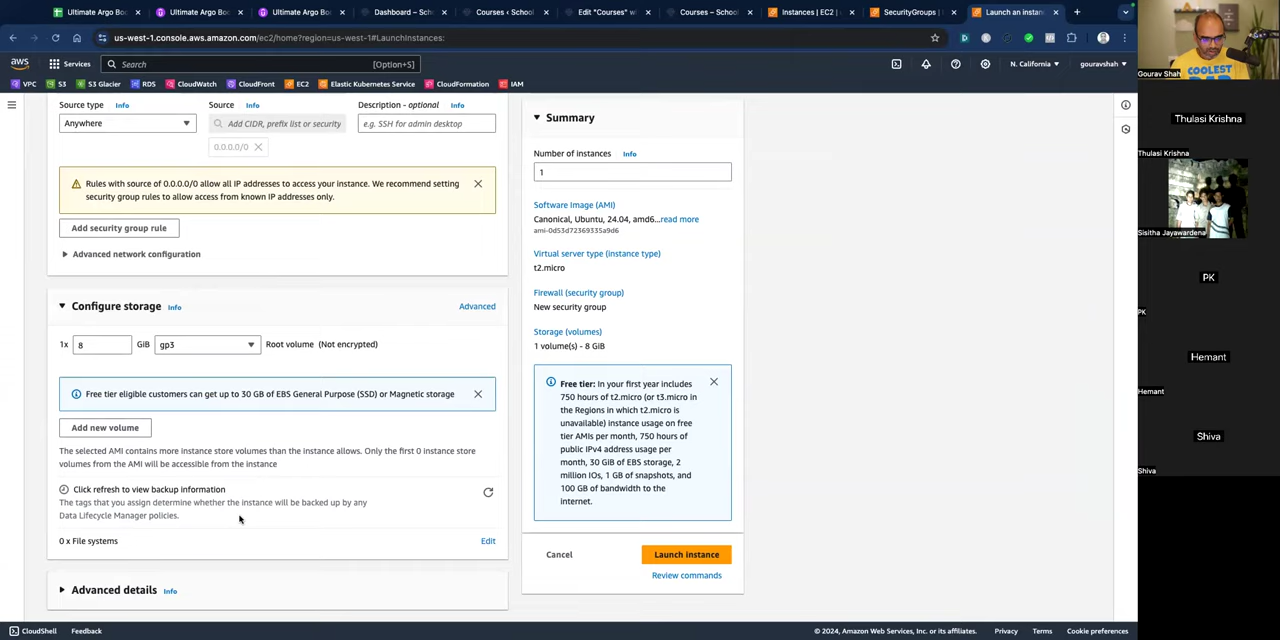 Ultimate Argo Boo
Ultimate Argo Boo
Ultimate Argo Boo
Dashboard – Scho
Courses ‹ School
Edit "Courses" w
Courses – School
Instances | EC2 |
SecurityGroups |
Launch an instanc
us-west-1.console.aws.amazon.com/ec2/home?region=us-west-1#LaunchInstances:
aws
Services
Search
[Option+S]
N. California
gouravshah
VPC
S3
S3 Glacier
RDS
CloudWatch
CloudFront
EC2
Elastic Kubernetes Service
CloudFormation
IAM
Source type
Info
Source
Info
Description - optional
Info
Anywhere
Add CIDR, prefix list or security
e.g. SSH for admin desktop
0.0.0.0/0
Rules with source of 0.0.0.0/0 allow all IP addresses to access your instance. We recommend setting
security group rules to allow access from known IP addresses only.
Add security group rule
Advanced network configuration
Configure storage
Info
Advanced
1x
8
GiB
gp3
Root volume (Not encrypted)
Free tier eligible customers can get up to 30 GB of EBS General Purpose (SSD) or Magnetic storage
Add new volume
The selected AMI contains more instance store volumes than the instance allows. Only the first 0 instance store
volumes from the AMI will be accessible from the instance
Click refresh to view backup information
The tags that you assign determine whether the instance will be backed up by any
Data Lifecycle Manager policies.
0 x File systems
Edit
Advanced details
Info
Summary
Number of instances
Info
1
Software Image (AMI)
Canonical, Ubuntu, 24.04, amd6...read more
ami-0d53d72369335a9d6
Virtual server type (instance type)
t2.micro
Firewall (security group)
New security group
Storage (volumes)
1 volume(s) - 8 GiB
Free tier: In your first year includes
750 hours of t2.micro (or t3.micro in
the Regions in which t2.micro is
unavailable) instance usage on free
tier AMIs per month, 750 hours of
public IPv4 address usage per
month, 30 GiB of EBS storage, 2
million IOs, 1 GB of snapshots, and
100 GB of bandwidth to the
internet.
Cancel
Launch instance
Review commands
CloudShell
Feedback
© 2024, Amazon Web Services, Inc. or its affiliates.
Privacy
Terms
Cookie preferences
COOLEST
Gourav Shah
Thulasi Krishna
Thulasi Krishna
Sisitha Jayawardena
PK
PK
Hemant
Hemant
Shiva
Shiva